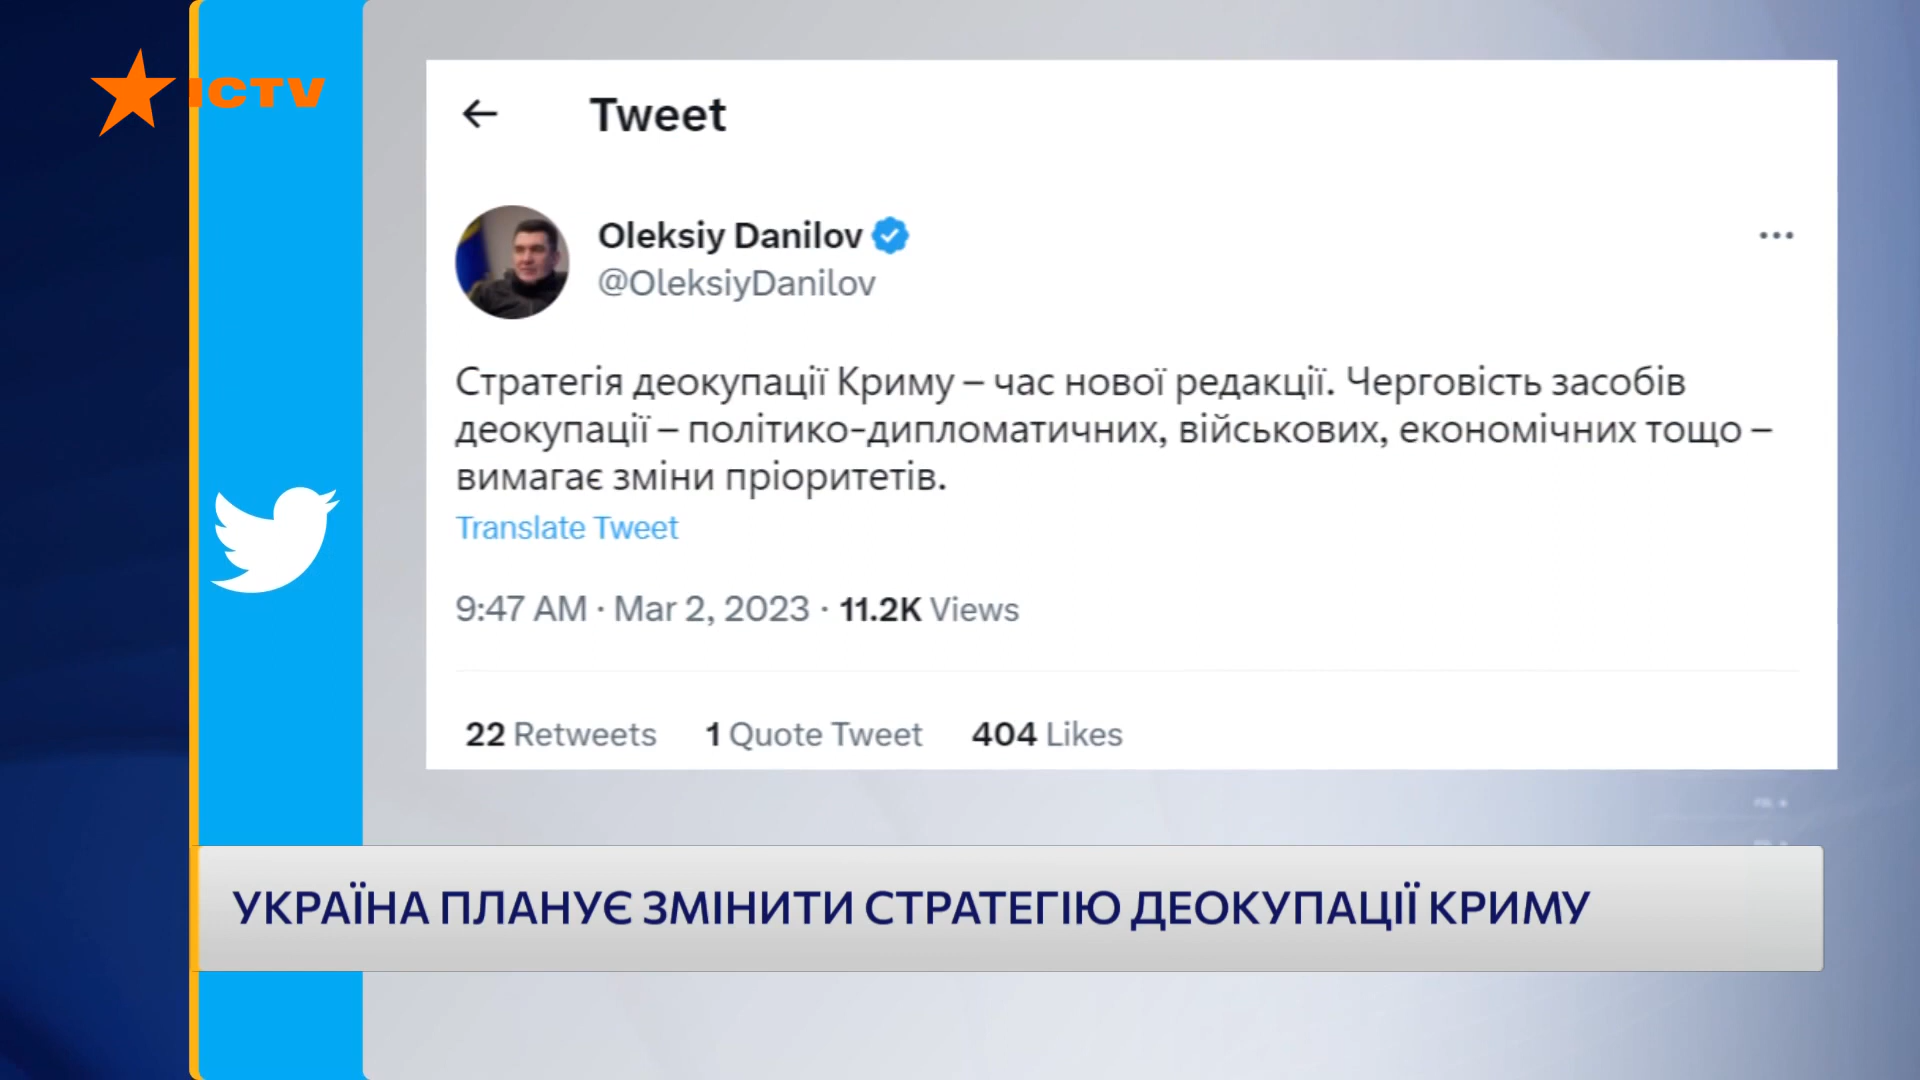 ICTV
Tweet
Oleksiy Danilov
@OleksiyDanilov
Стратегія деокупації Криму – час нової редакції. Черговість засобів
деокупації – політико-дипломатичних, військових, економічних тощо –
вимагає зміни пріоритетів.
Translate Tweet
9:47 AM · Mar 2, 2023 · 11.2K Views
22 Retweets 1 Quote Tweet 404 Likes
УКРАЇНА ПЛАНУЄ ЗМІНИТИ СТРАТЕГІЮ ДЕОКУПАЦІЇ КРИМУ